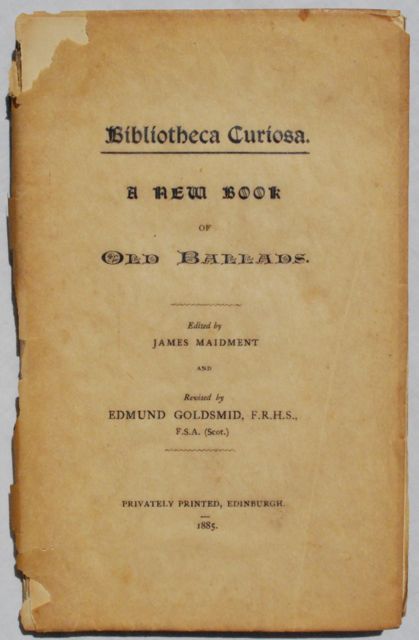 Bibliotheca Curiosa.
A NEW BOOK
OF
OLD BALLADS.
Edited by
JAMES MAIDMENT
AND
Revised by
EDMUND GOLDSMID, F.R.H.S.,
F.S.A. (Scot.)
PRIVATELY PRINTED, EDINBURGH.
1885.